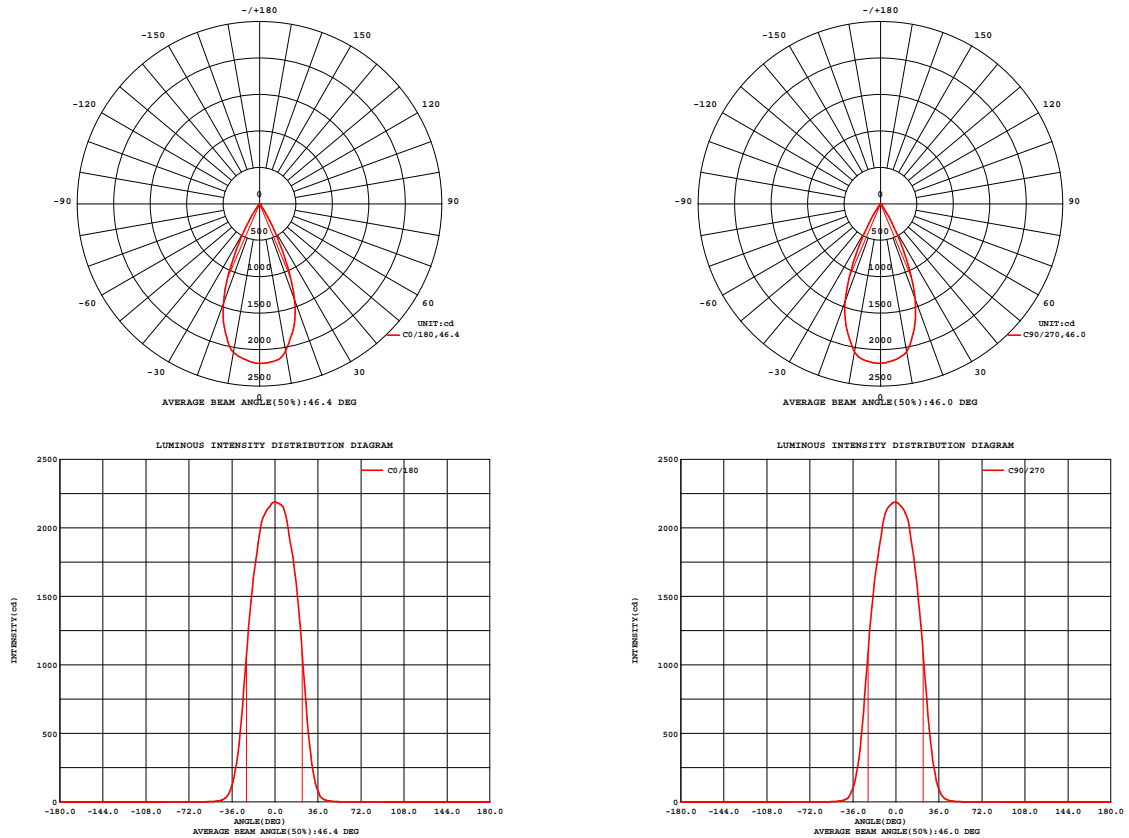 -/+180
-150 150
-120 120
-90 90
-60 60
-30 30
0
0
500
1000
1500
2000
2500
UNIT:cd
C0/180,46.4
AVERAGE BEAM ANGLE(50%):46.4 DEG
-/+180
-150 150
-120 120
-90 90
-60 60
-30 30
0
0
500
1000
1500
2000
2500
UNIT:cd
C90/270,46.0
AVERAGE BEAM ANGLE(50%):46.0 DEG
LUMINOUS INTENSITY DISTRIBUTION DIAGRAM
C0/180
2500
2000
1500
1000
500
0
INTENSITY(cd)
-180.0 -144.0 -108.0 -72.0 -36.0 0.0 36.0 72.0 108.0 144.0 180.0
ANGLE(DEG)
AVERAGE BEAM ANGLE(50%):46.4 DEG
LUMINOUS INTENSITY DISTRIBUTION DIAGRAM
C90/270
2500
2000
1500
1000
500
0
INTENSITY(cd)
-180.0 -144.0 -108.0 -72.0 -36.0 0.0 36.0 72.0 108.0 144.0 180.0
ANGLE(DEG)
AVERAGE BEAM ANGLE(50%):46.0 DEG